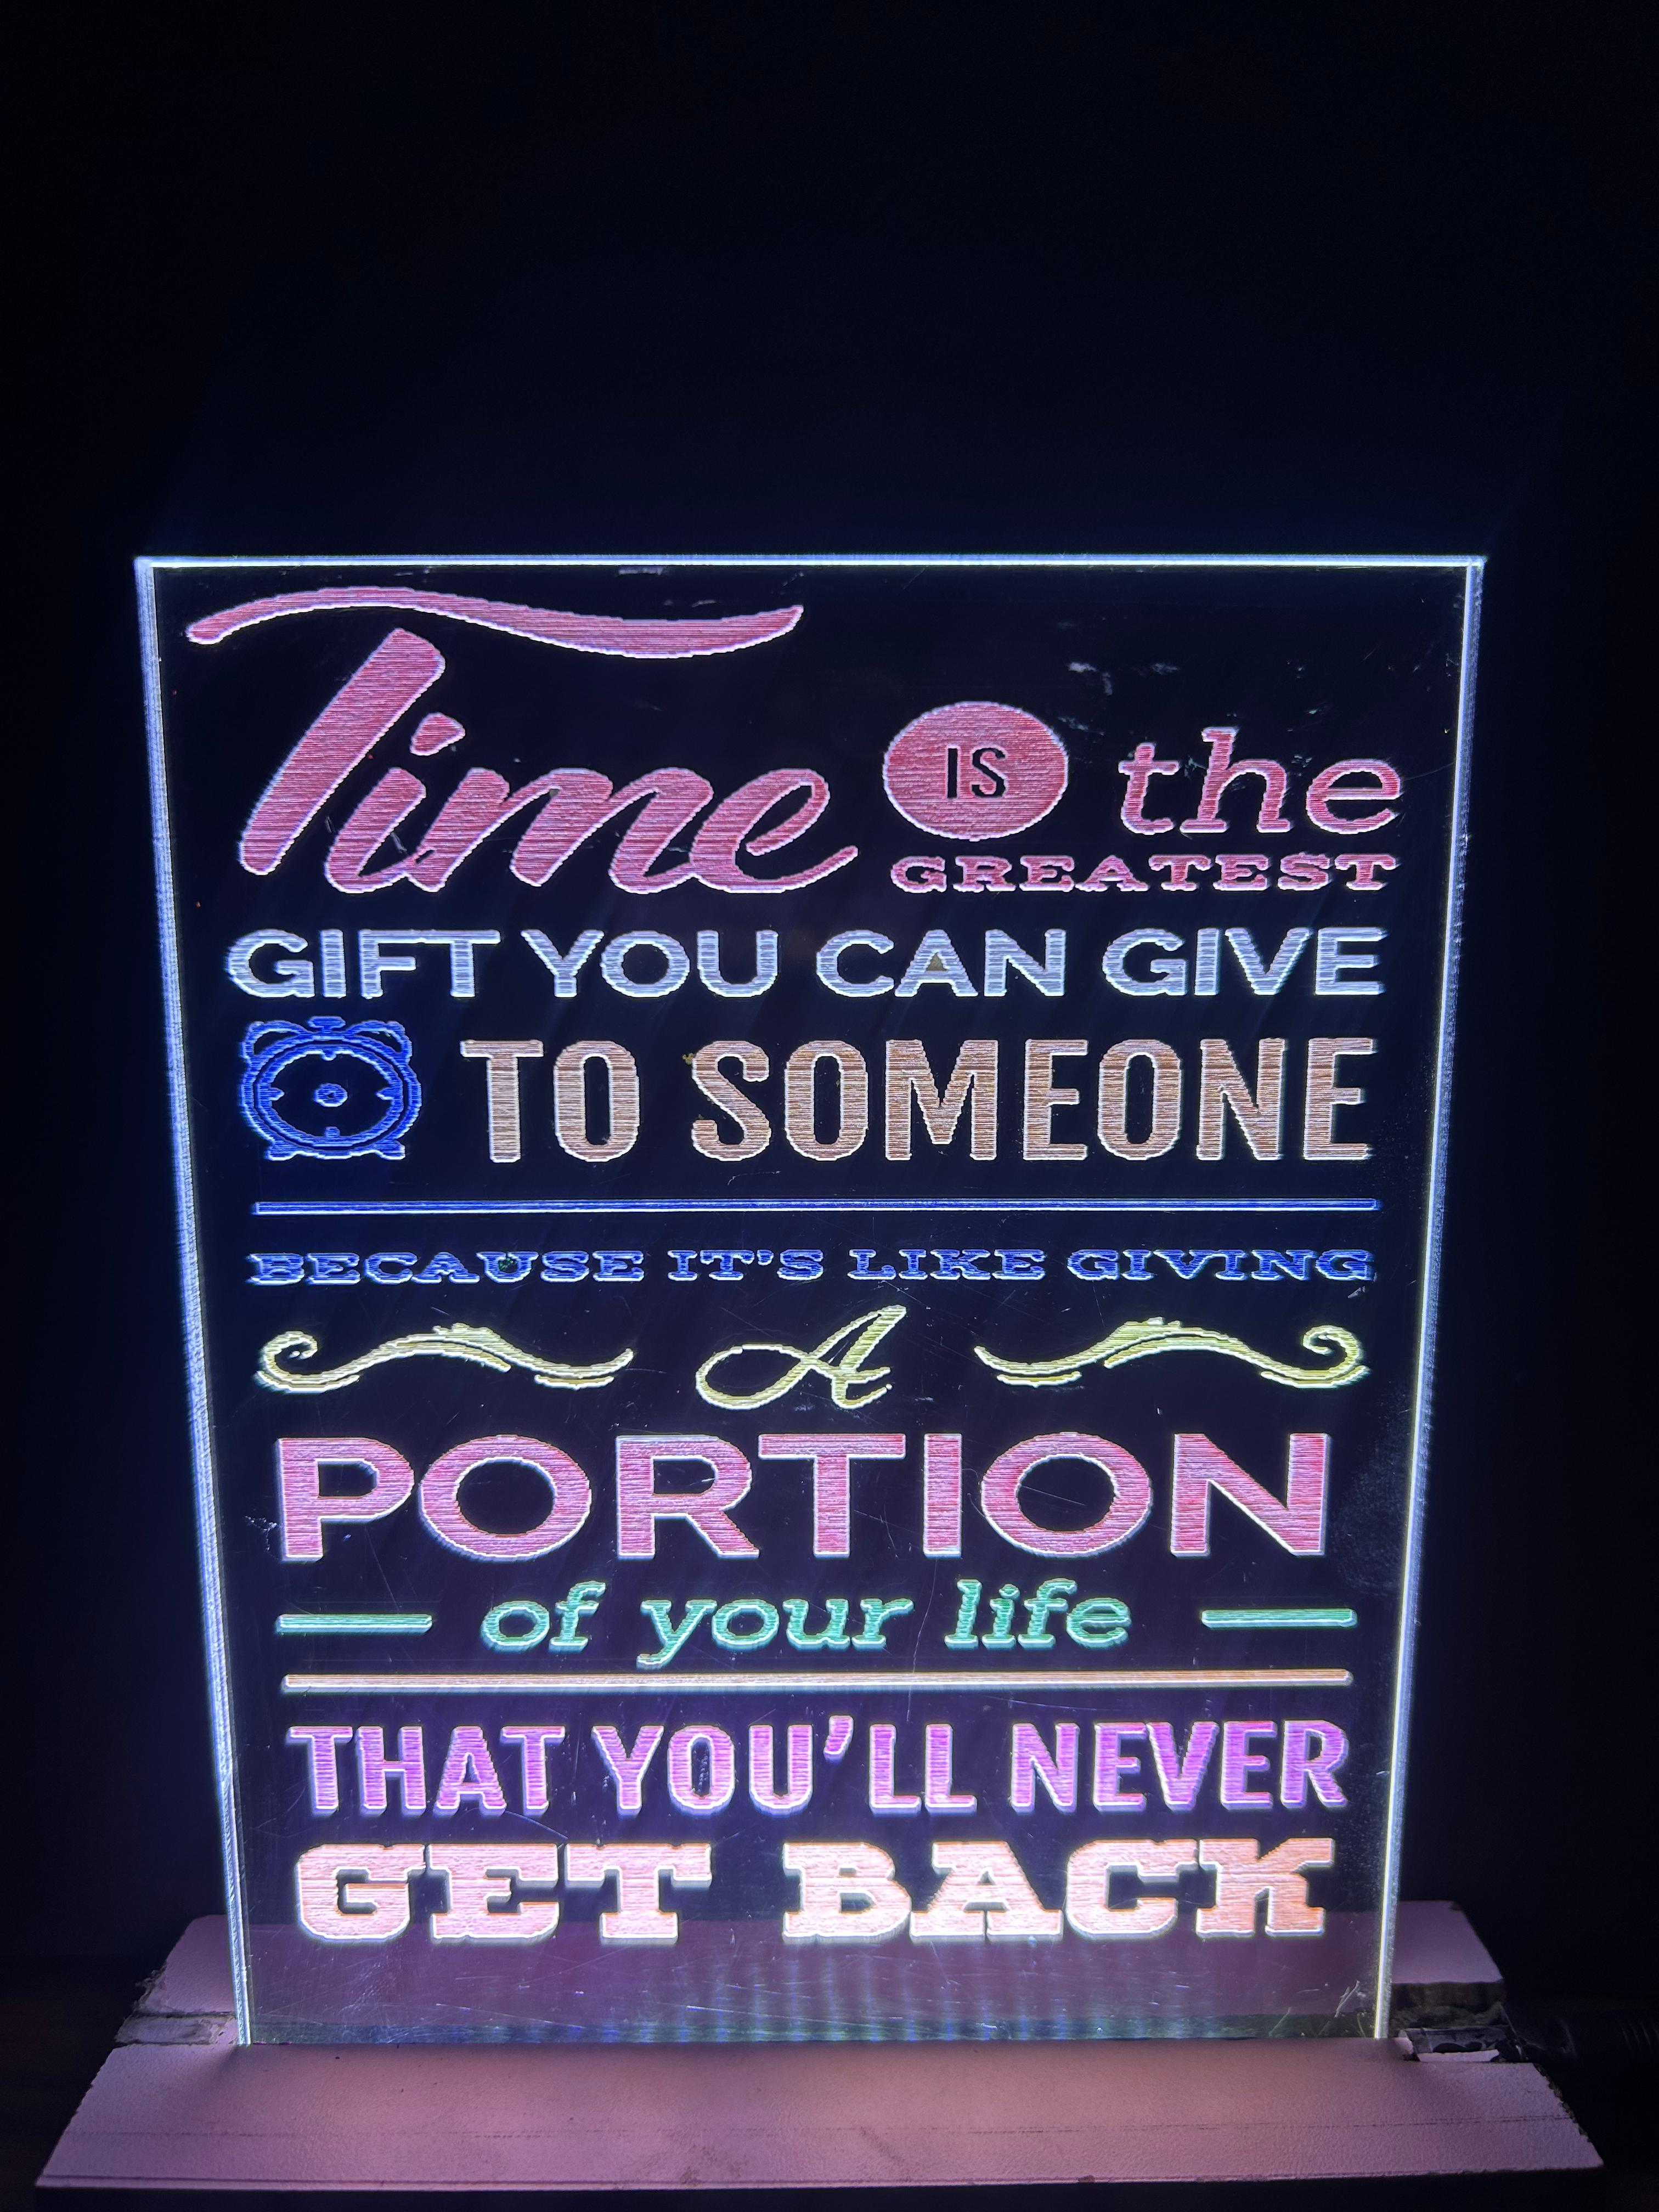 Time IS the
GREATEST
GIFT YOU CAN GIVE
TO SOMEONE
BECAUSE IT'S LIKE GIVING
A
PORTION
of your life
THAT YOU'LL NEVER
GET BACK